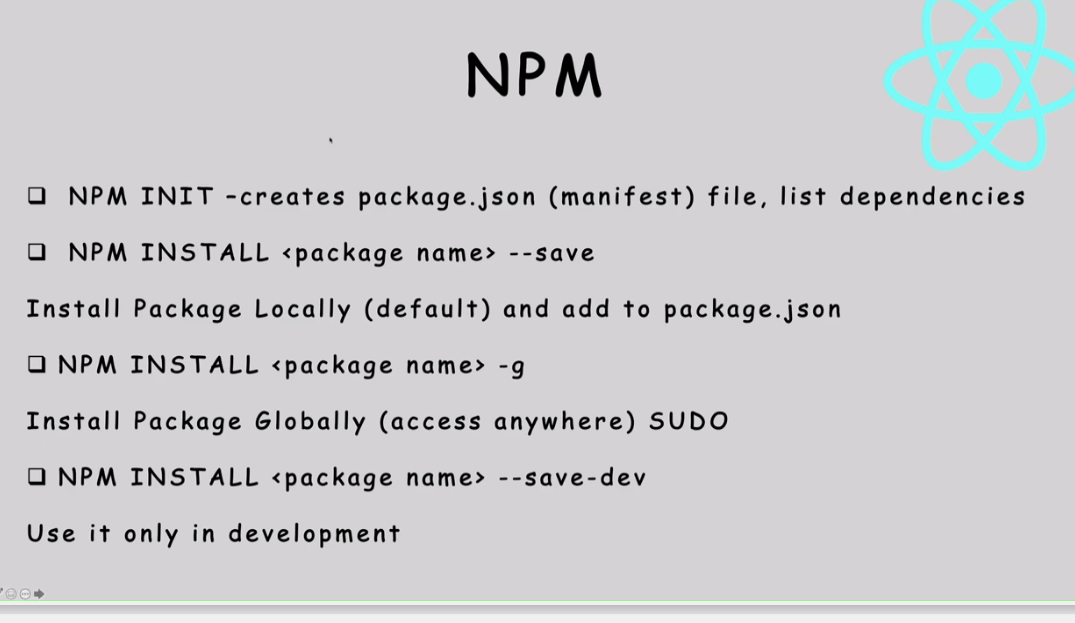 NPM
❑ NPM INIT -creates package.json (manifest) file, list dependencies
❑ NPM INSTALL <package name> --save
Install Package Locally (default) and add to package.json
❑ NPM INSTALL <package name> -g
Install Package Globally (access anywhere) SUDO
❑ NPM INSTALL <package name> --save-dev
Use it only in development